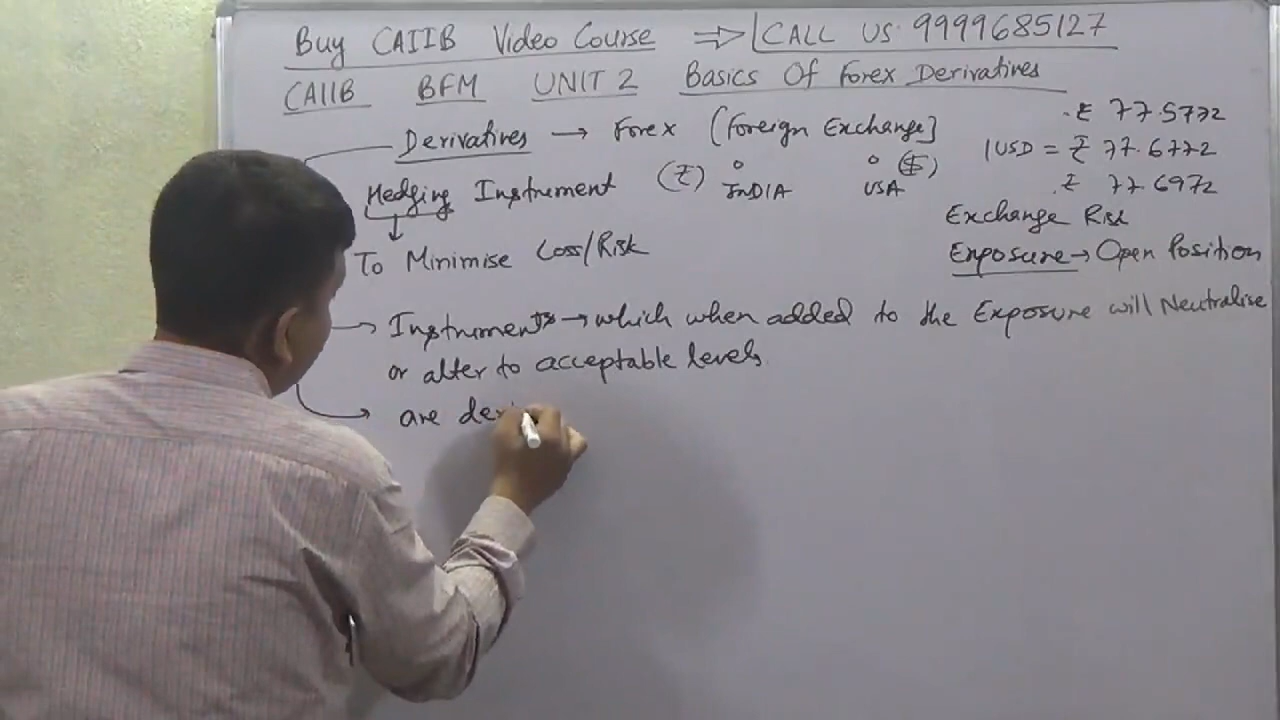 Buy CAIIB Video Course ⇒ CALL US 9999685127
CAIIB BFM UNIT 2 Basics Of Forex Derivatives
Derivatives → Forex (Foreign Exchange]
₹ 77.5772
1USD = ₹ 77.6772
₹ 77.6972
Hedging Instrument (₹) INDIA USA ($)
Exchange Risk
To Minimise Loss/Risk
Exposure → Open Position
Instruments → which when added to the Exposure will Neutralise
or alter to acceptable levels.
are